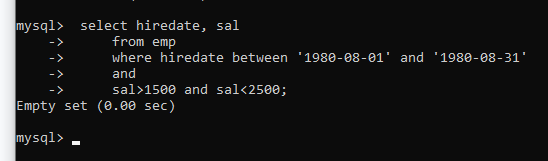 mysql>  select hiredate, sal
    ->      from emp
    ->      where hiredate between '1980-08-01' and '1980-08-31'
    ->      and
    ->      sal>1500 and sal<2500;
Empty set (0.00 sec)
mysql>